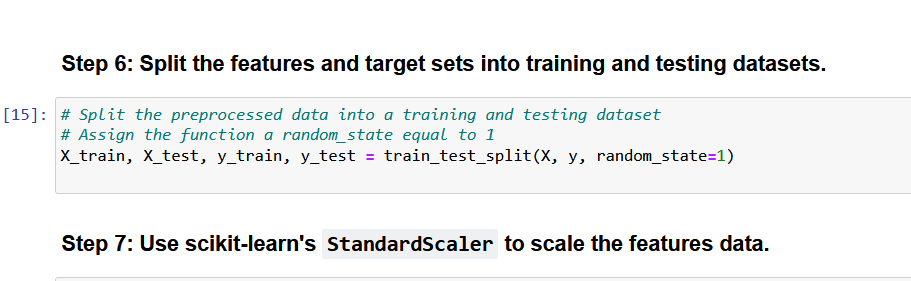 Step 6: Split the features and target sets into training and testing datasets.
[15]: # Split the preprocessed data into a training and testing dataset
# Assign the function a random_state equal to 1
X_train, X_test, y_train, y_test = train_test_split(X, y, random_state=1)
Step 7: Use scikit-learn's StandardScaler to scale the features data.